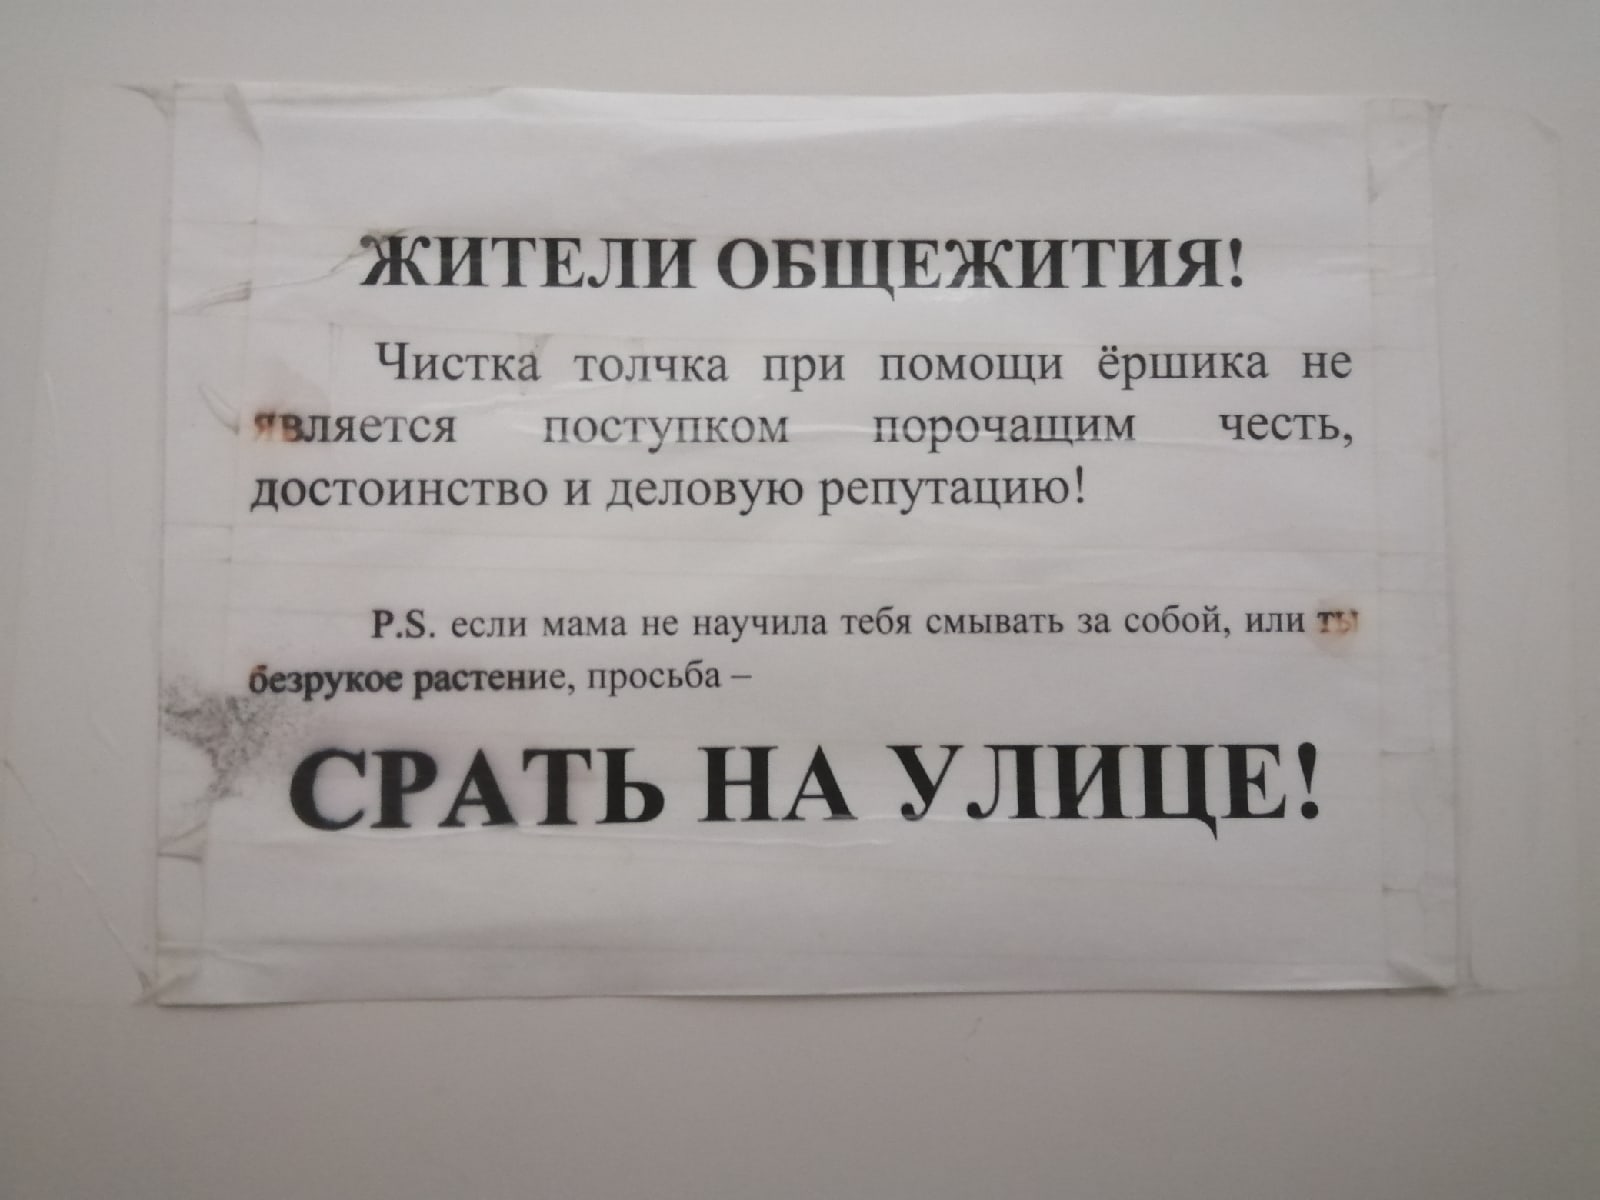 ЖИТЕЛИ ОБЩЕЖИТИЯ!
Чистка толчка при помощи ёршика не
является поступком порочащим честь,
достоинство и деловую репутацию!
P.S. если мама не научила тебя смывать за собой, или ты
безрукое растение, просьба –
СРАТЬ НА УЛИЦЕ!